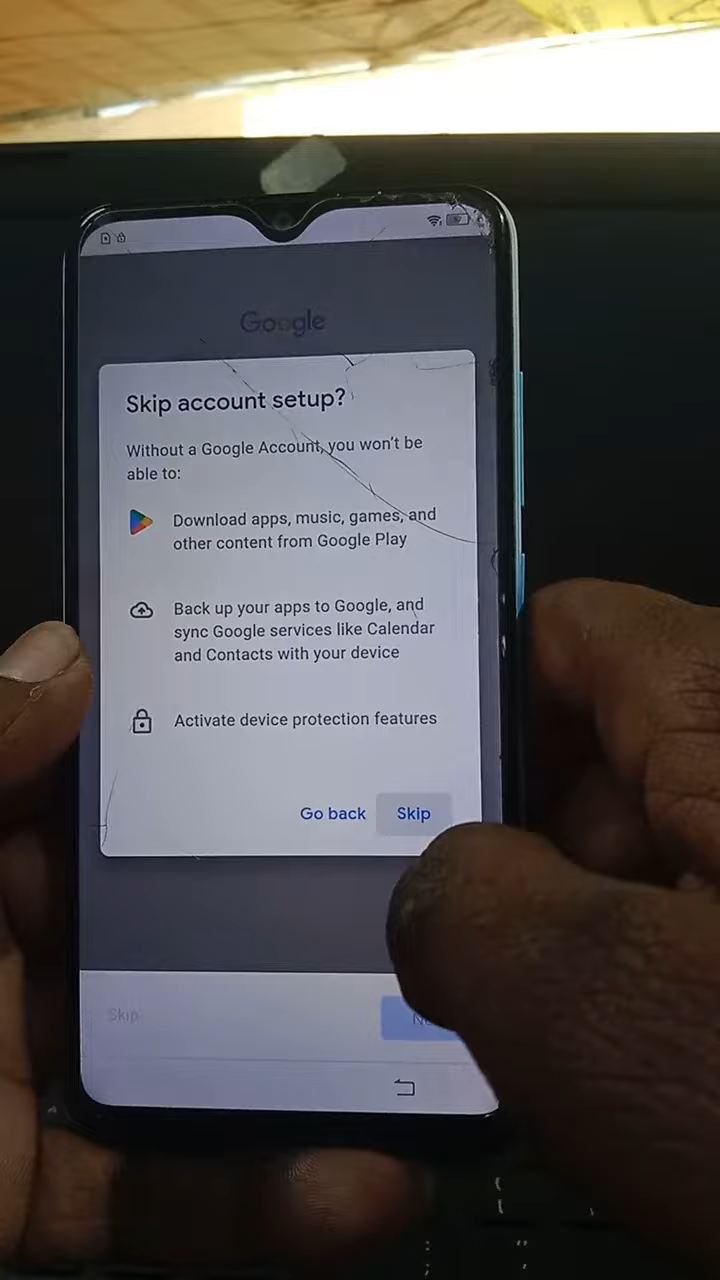 Google
Skip account setup?
Without a Google Account, you won't be
able to:
Download apps, music, games, and
other content from Google Play
Back up your apps to Google, and
sync Google services like Calendar
and Contacts with your device
Activate device protection features
Go back Skip
Skip